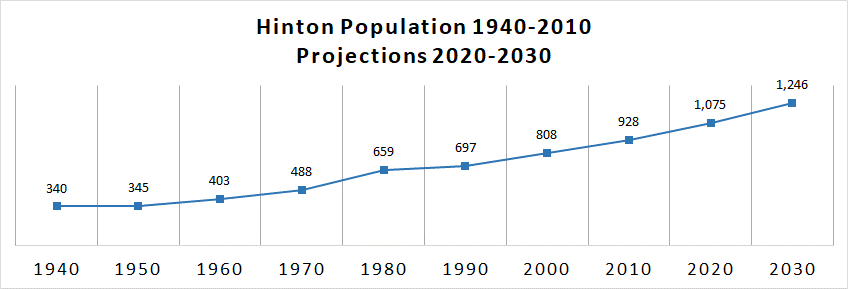 Hinton Population 1940-2010
Projections 2020-2030
340 345 403 488 659 697 808 928 1,075 1,246
1940 1950 1960 1970 1980 1990 2000 2010 2020 2030